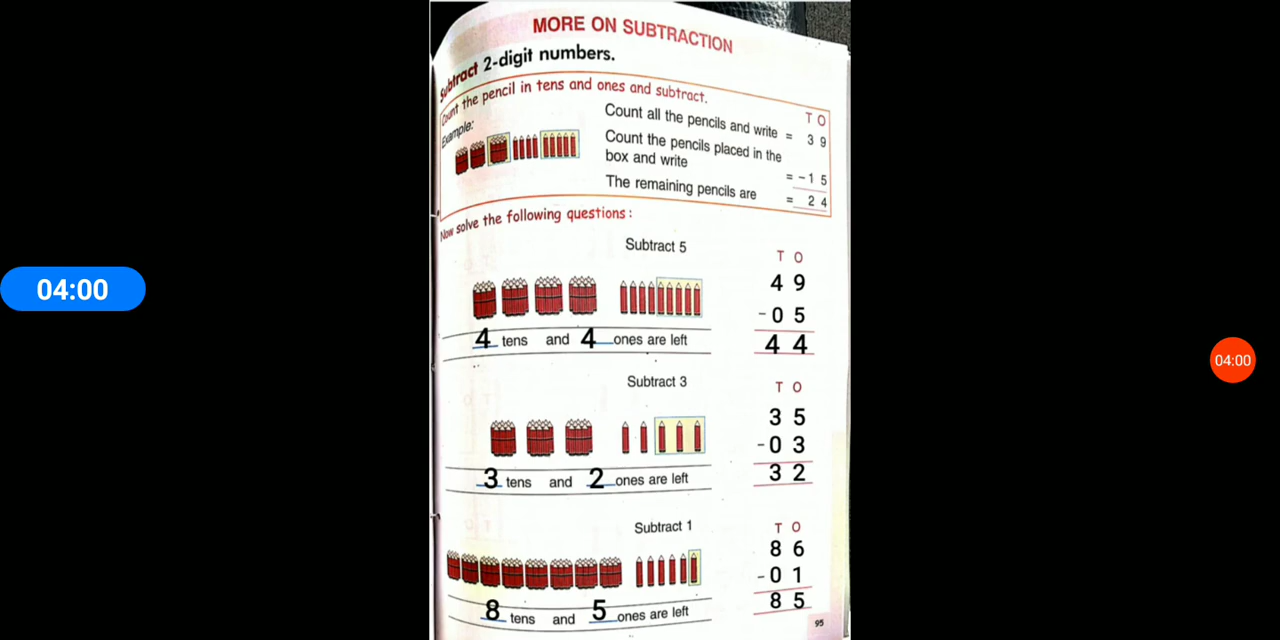 MORE ON SUBTRACTION
Subtract 2-digit numbers.
Count the pencil in tens and ones and subtract.
Example:
T O
Count all the pencils and write = 3 9
Count the pencils placed in the
box and write
= - 1 5
The remaining pencils are = 2 4
Now solve the following questions:
Subtract 5
T O
4 9
- 0 5
4 4
4 tens and 4 ones are left
Subtract 3
T O
3 5
- 0 3
3 2
3 tens and 2 ones are left
Subtract 1
T O
8 6
- 0 1
8 5
8 tens and 5 ones are left
95
04:00
04:00